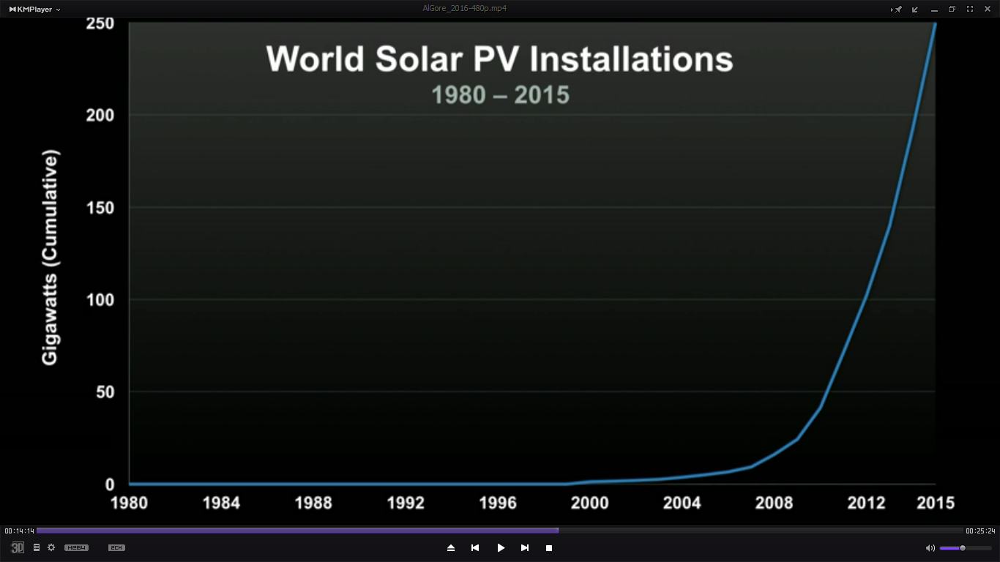 KMPlayer
AlGore_2016-480p.mp4
World Solar PV Installations
1980 – 2015
Gigawatts (Cumulative)
250
200
150
100
50
0
1980 1984 1988 1992 1996 2000 2004 2008 2012 2015
00:14:14 00:25:24
3D H264 2CH